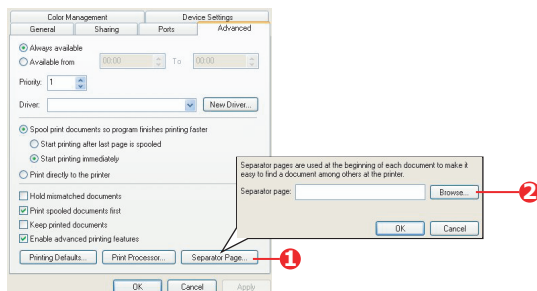 Color Management Device Settings
General Sharing Ports Advanced
Always available
Available from 00:00 To 00:00
Priority: 1
Driver: New Driver...
Spool print documents so program finishes printing faster
Start printing after last page is spooled
Start printing immediately
Print directly to the printer
Hold mismatched documents
Print spooled documents first
Keep printed documents
Enable advanced printing features
Printing Defaults... Print Processor... Separator Page...
OK Cancel Apply
1
Separator pages are used at the beginning of each document to make it
easy to find a document among others at the printer.
Separator page: Browse...
OK Cancel
2